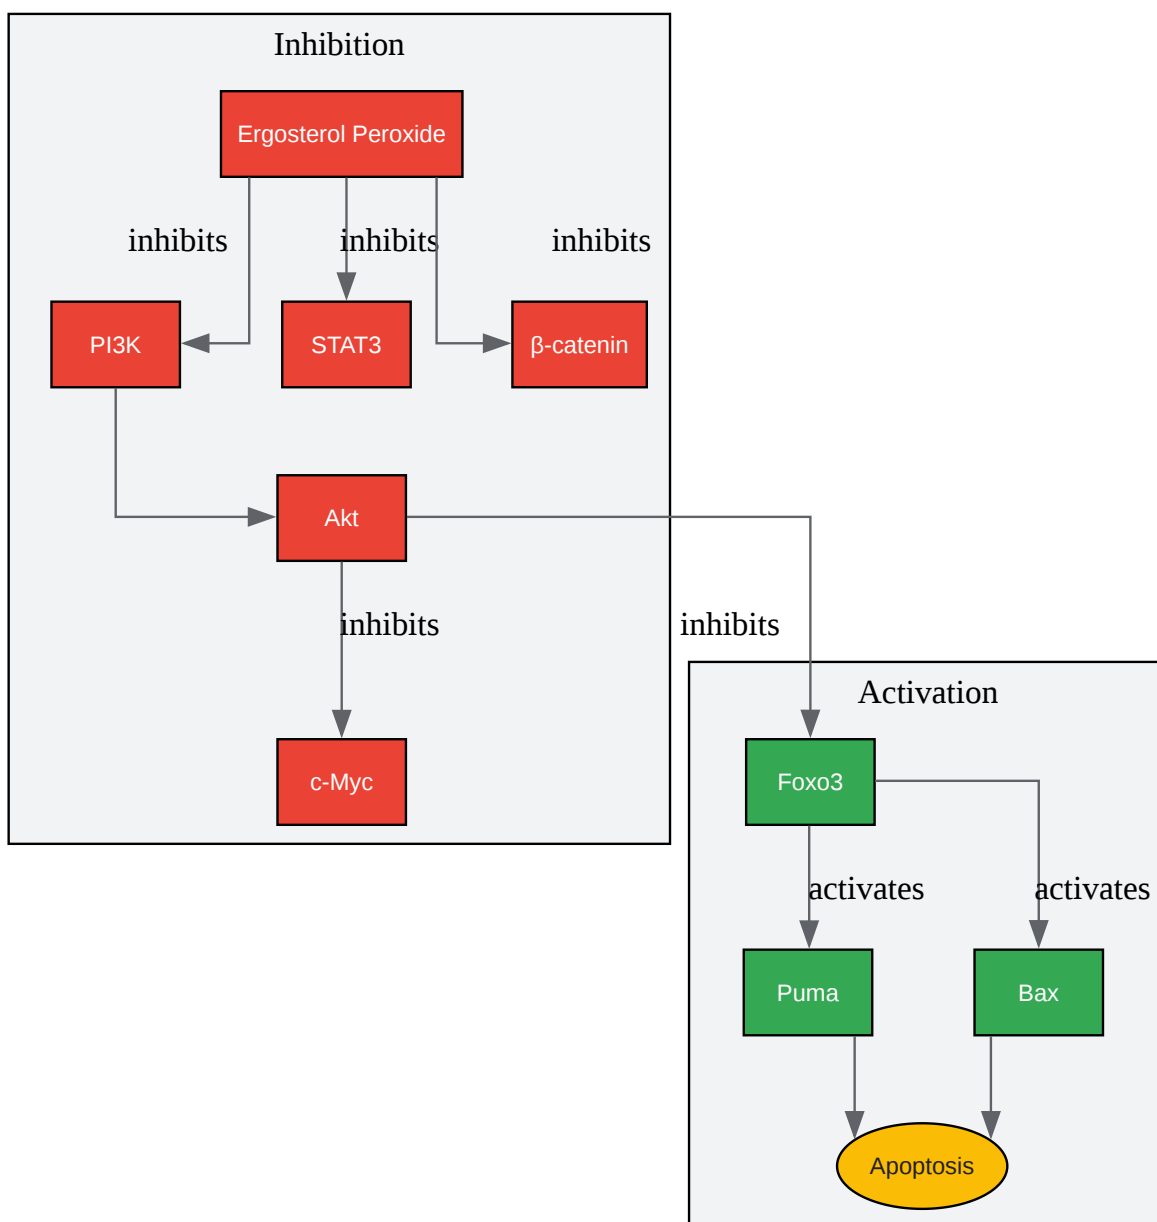 Inhibition
Ergosterol Peroxide
inhibits
inhibits
inhibits
PI3K
STAT3
β-catenin
Akt
inhibits
inhibits
Activation
c-Myc
Foxo3
activates
activates
Puma
Bax
Apoptosis